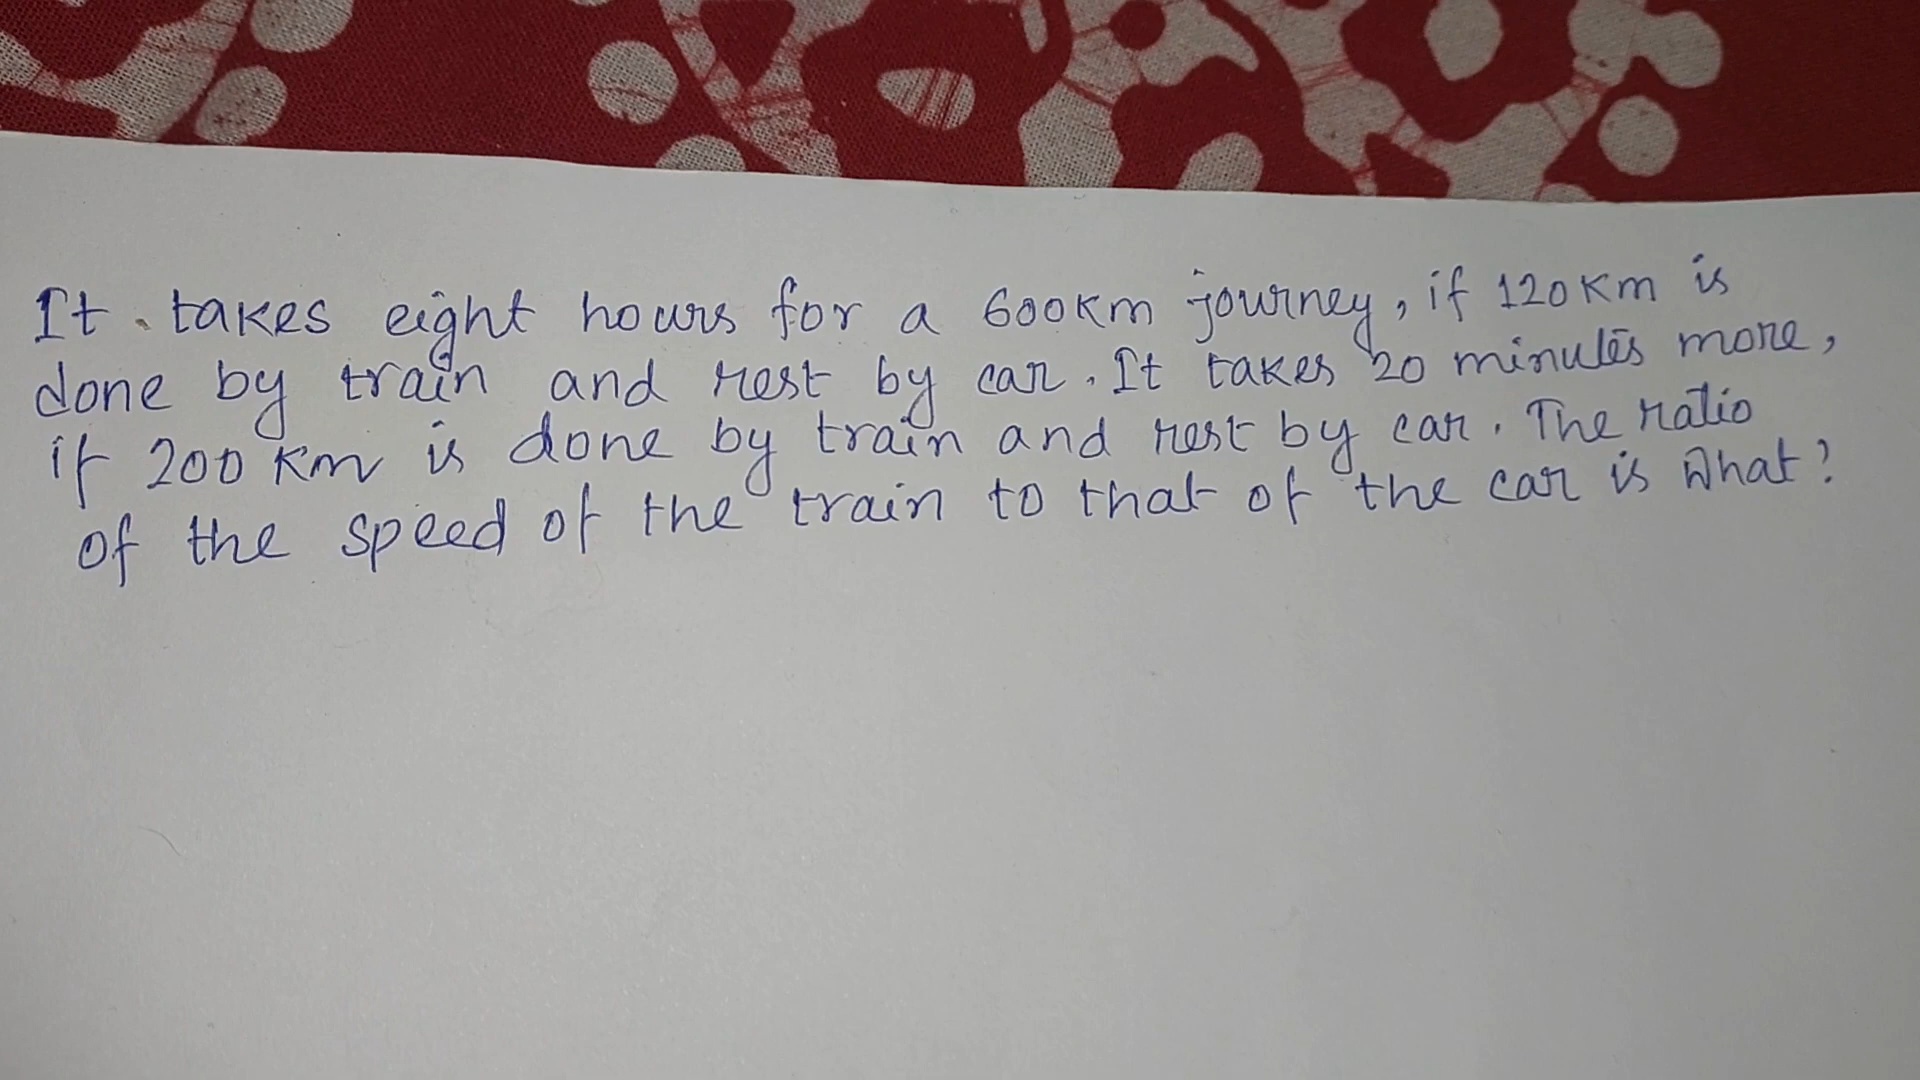 It takes eight hours for a 600km journey, if 120km is
done by train and rest by car. It takes 20 minutes more,
if 200 km is done by train and rest by car. The ratio
of the speed of the train to that of the car is What?